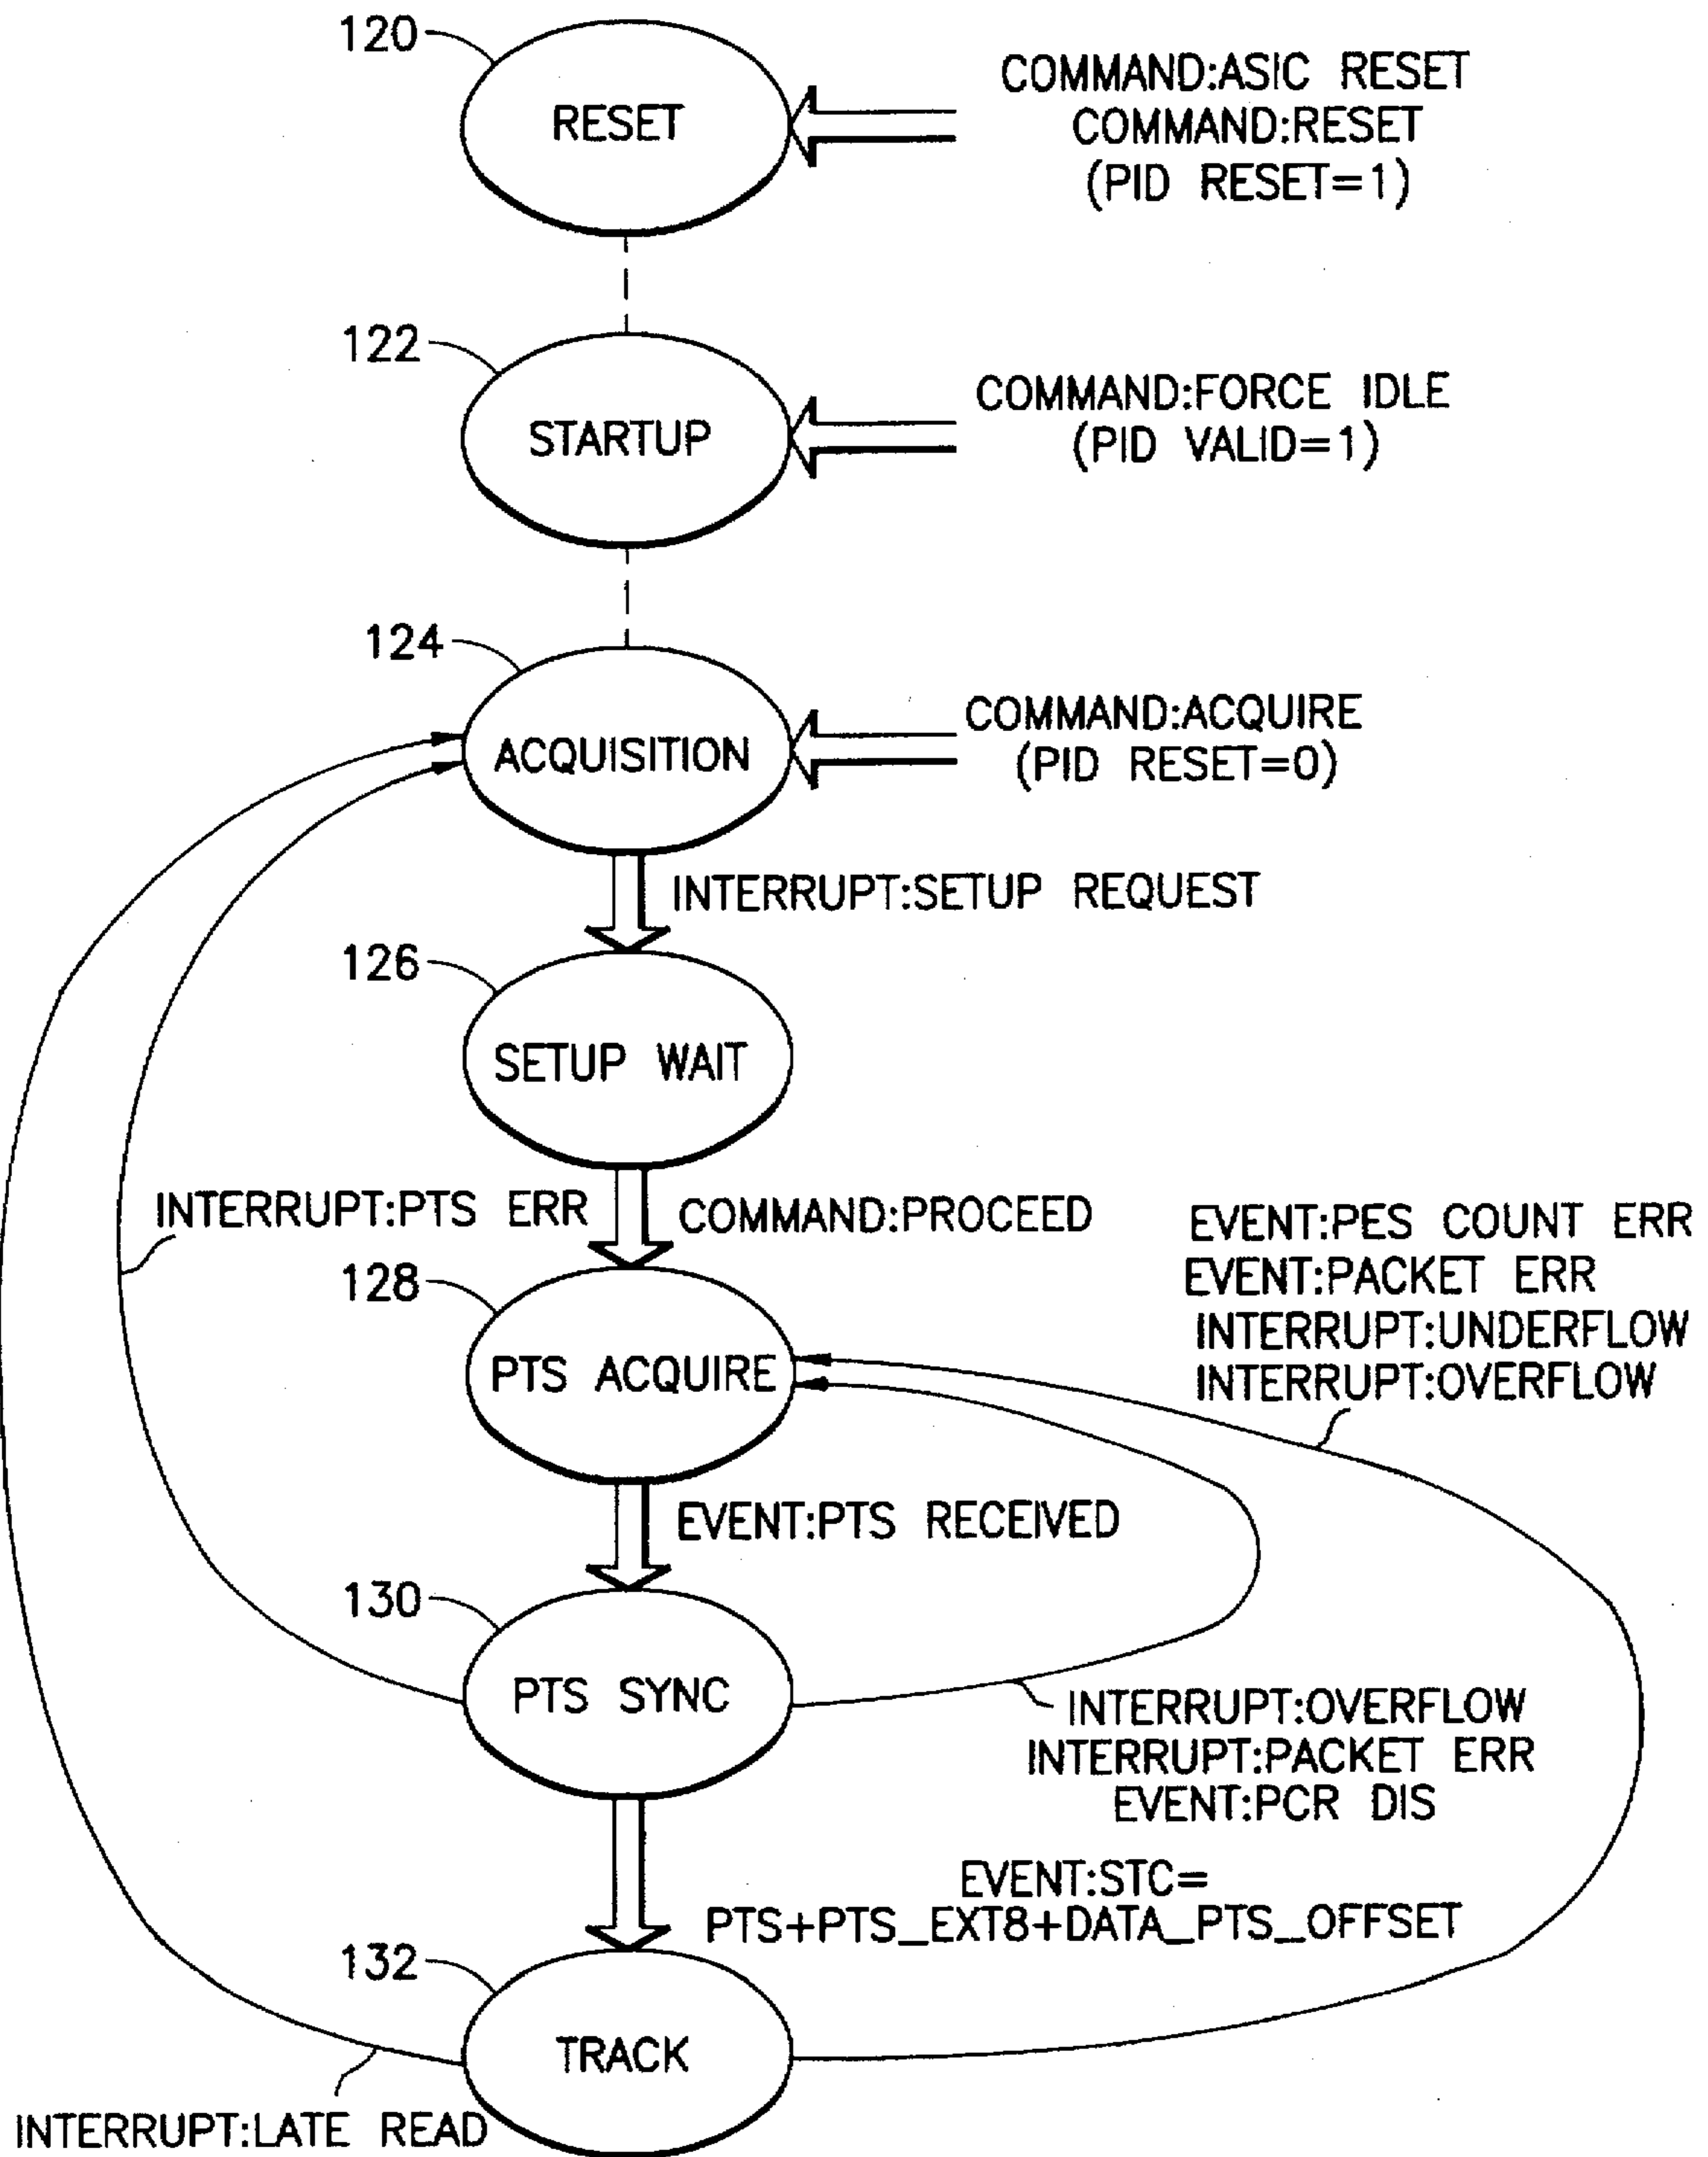 120
RESET
COMMAND:ASIC RESET
COMMAND:RESET
(PID RESET=1)
122
STARTUP
COMMAND:FORCE IDLE
(PID VALID=1)
124
ACQUISITION
COMMAND:ACQUIRE
(PID RESET=0)
INTERRUPT:SETUP REQUEST
126
SETUP WAIT
INTERRUPT:PTS ERR
COMMAND:PROCEED
EVENT:PES COUNT ERR
EVENT:PACKET ERR
INTERRUPT:UNDERFLOW
INTERRUPT:OVERFLOW
128
PTS ACQUIRE
EVENT:PTS RECEIVED
130
PTS SYNC
INTERRUPT:OVERFLOW
INTERRUPT:PACKET ERR
EVENT:PCR DIS
EVENT:STC=
PTS+PTS_EXT8+DATA_PTS_OFFSET
132
TRACK
INTERRUPT:LATE READ